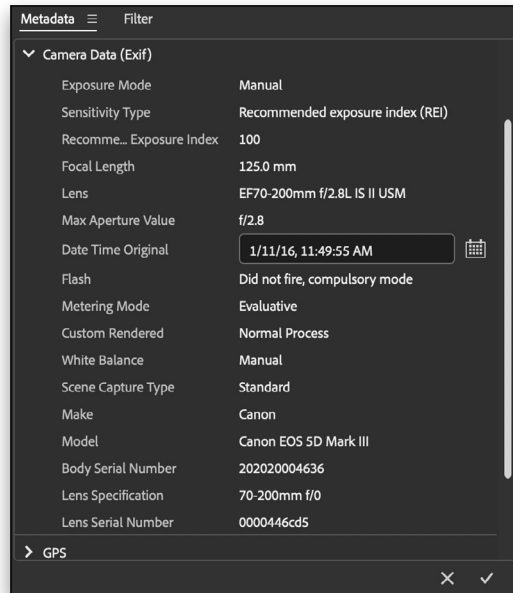 Metadata Filter
Camera Data (Exif)
Exposure Mode Manual
Sensitivity Type Recommended exposure index (REI)
Recomme... Exposure Index 100
Focal Length 125.0 mm
Lens EF70-200mm f/2.8L IS II USM
Max Aperture Value f/2.8
Date Time Original 1/11/16, 11:49:55 AM
Flash Did not fire, compulsory mode
Metering Mode Evaluative
Custom Rendered Normal Process
White Balance Manual
Scene Capture Type Standard
Make Canon
Model Canon EOS 5D Mark III
Body Serial Number 202020004636
Lens Specification 70-200mm f/0
Lens Serial Number 0000446cd5
GPS